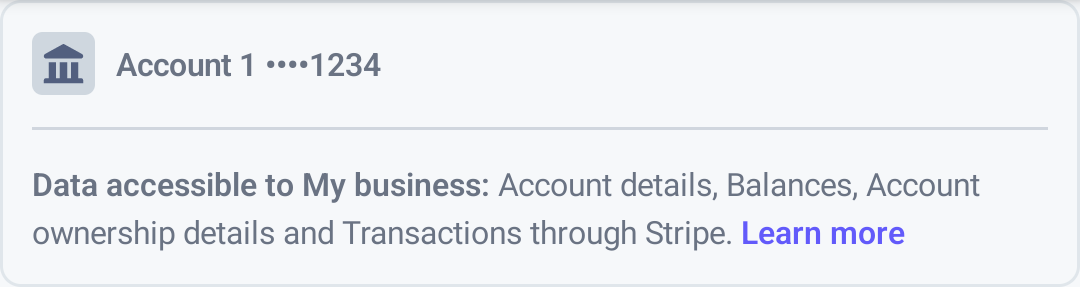 Account 1 ••••1234
Data accessible to My business: Account details, Balances, Account
ownership details and Transactions through Stripe. Learn more